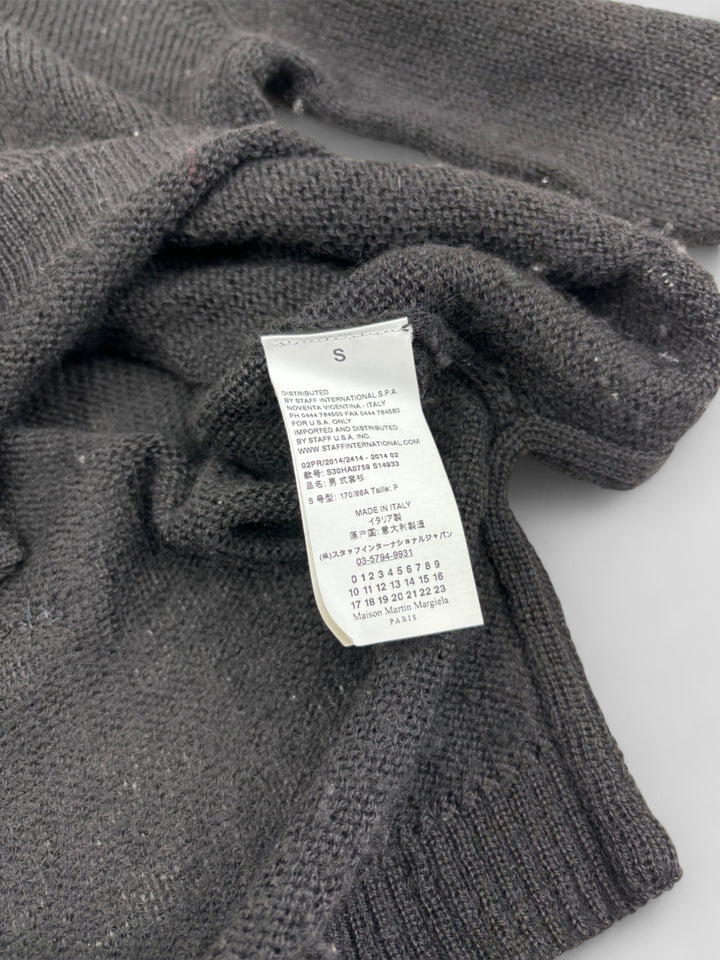 S
DISTRIBUTED
BY STAFF INTERNATIONAL S.P.A.
NOVENTA VICENTINA - ITALY
PH.0444 784500 FAX 0444 784580
FOR U.S.A. ONLY
IMPORTED AND DISTRIBUTED
BY STAFF U.S.A. INC.
WWW.STAFFINTERNATIONAL.COM
02PR/2014/2414 - 2014 02
款号: S30HA0759 S14933
品名: 男式套衫
S 号型: 170/88A Taille: P
MADE IN ITALY
イタリア製
原产国: 意大利製造
(株)スタッフインターナショナルジャパン
03-5794-9931
0 1 2 3 4 5 6 7 8 9
10 11 12 13 14 15 16
17 18 19 20 21 22 23
Maison Martin Margiela
PARIS